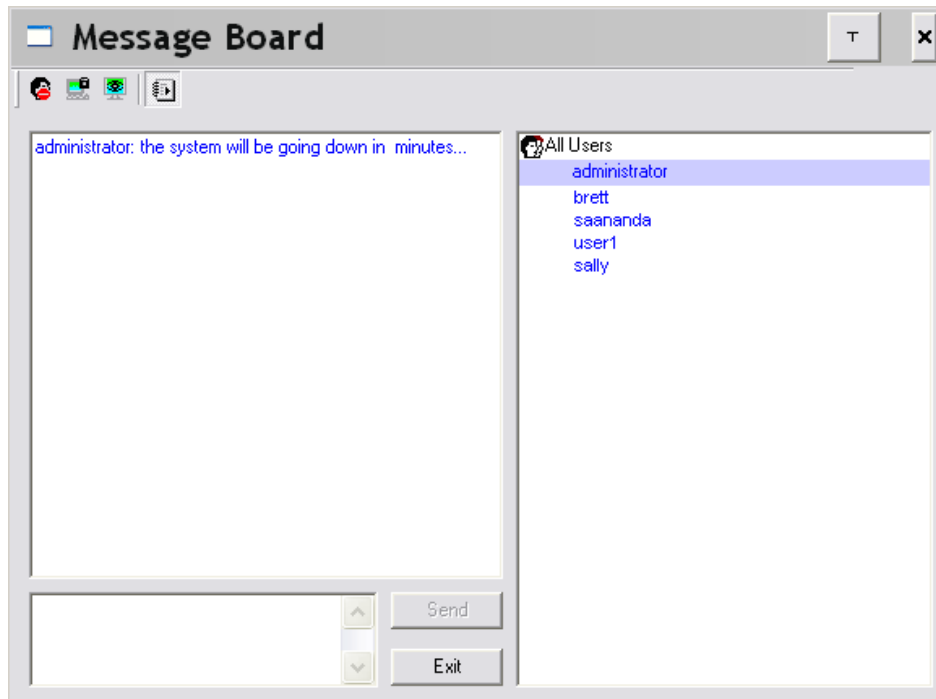 Message Board
T
administrator: the system will be going down in  minutes...
All Users
administrator
brett
saananda
user1
sally
Send
Exit